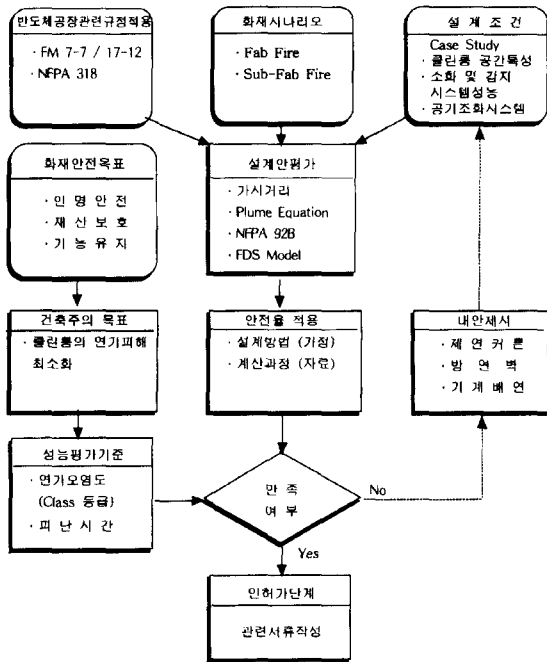 반도체공장관련규정적용
· FM 7-7 / 17-12
· NFPA 318
화재시나리오
· Fab Fire
· Sub-Fab Fire
설 계 조 건
Case Study
· 클린룸 공간특성
· 소화 및 감지
시스템성능
· 공기조화시스템
화재안전목표
· 인 명 안 전
· 재 산 보 호
· 기 능 유 지
설계안평가
· 가시거리
· Plume Equation
· NFPA 92B
· FDS Model
건축주의 목표
· 클린룸의 연기피해
최소화
안전율 적용
· 설계방법 (가정)
· 계산과정 (자료)
대안제시
· 제 연 커 튼
· 방 연 벽
· 기 계 배 연
성능평가기준
· 연기오염도
(Class 등급)
· 피 난 시 간
만 족
여 부
No
Yes
인허가단계
관련서류작성